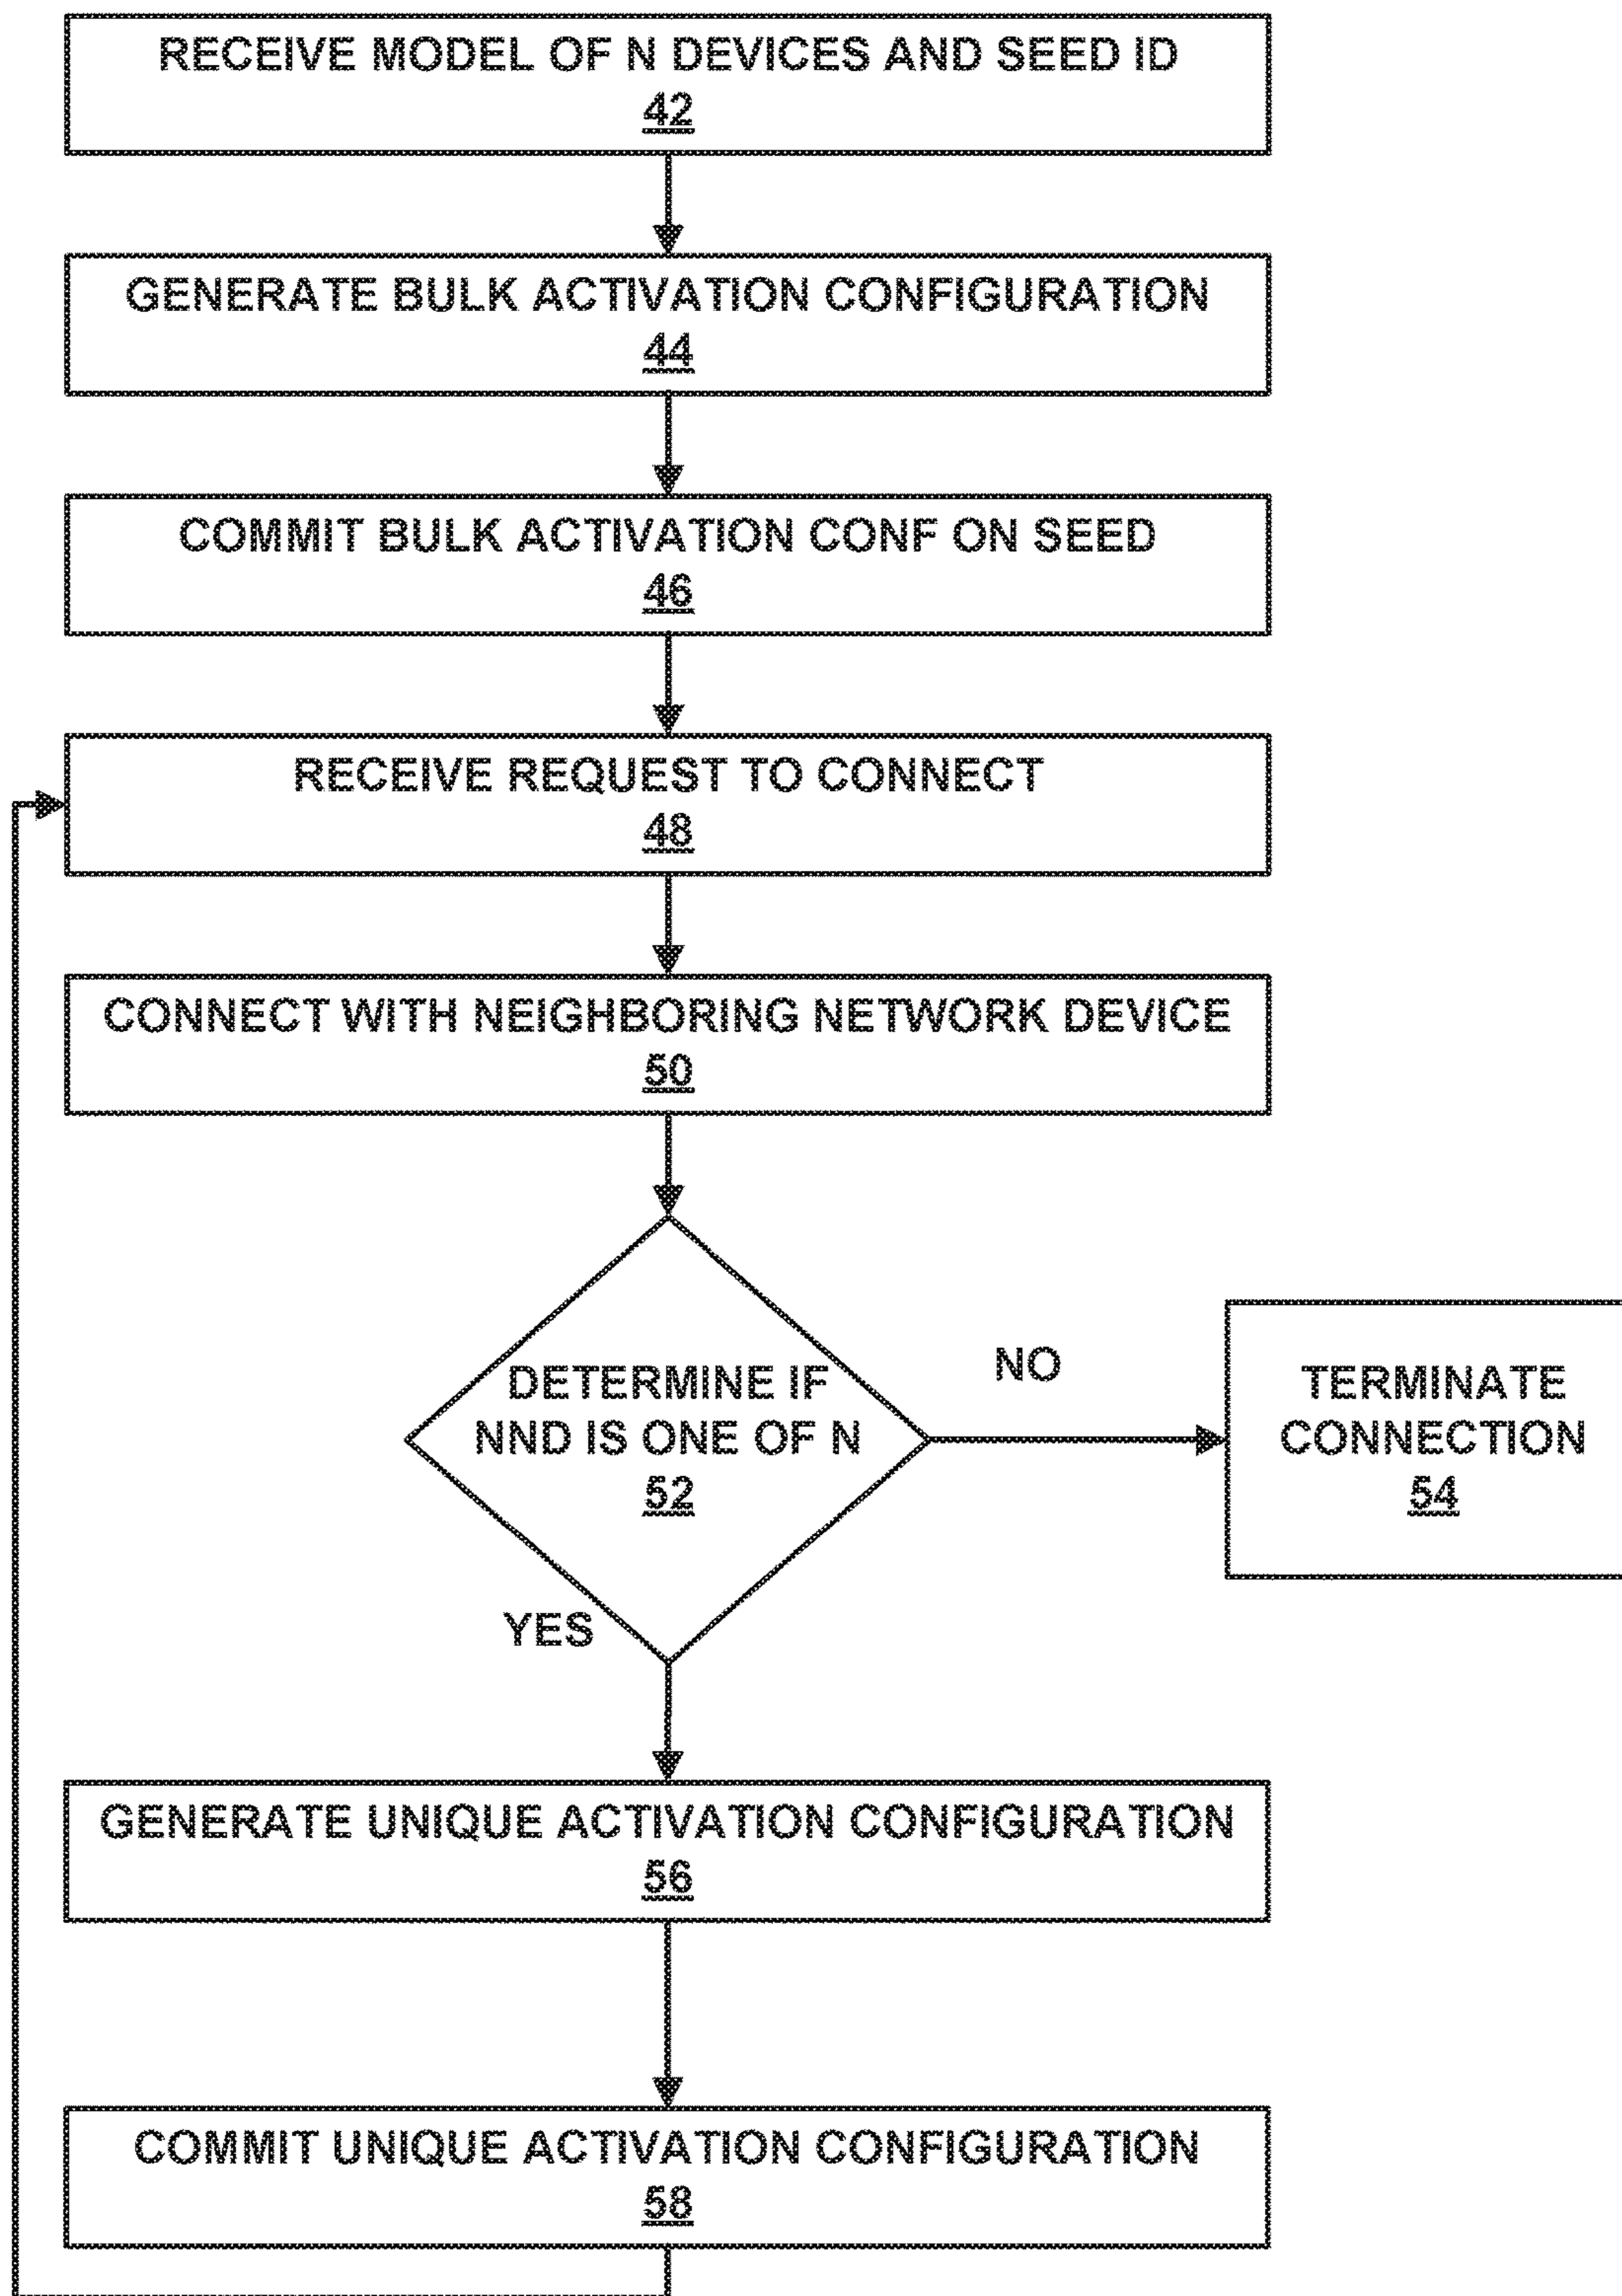 RECEIVE MODEL OF N DEVICES AND SEED ID
42
GENERATE BULK ACTIVATION CONFIGURATION
44
COMMIT BULK ACTIVATION CONF ON SEED
46
RECEIVE REQUEST TO CONNECT
48
CONNECT WITH NEIGHBORING NETWORK DEVICE
50
DETERMINE IF
NND IS ONE OF N
52
NO
TERMINATE
CONNECTION
54
YES
GENERATE UNIQUE ACTIVATION CONFIGURATION
56
COMMIT UNIQUE ACTIVATION CONFIGURATION
58